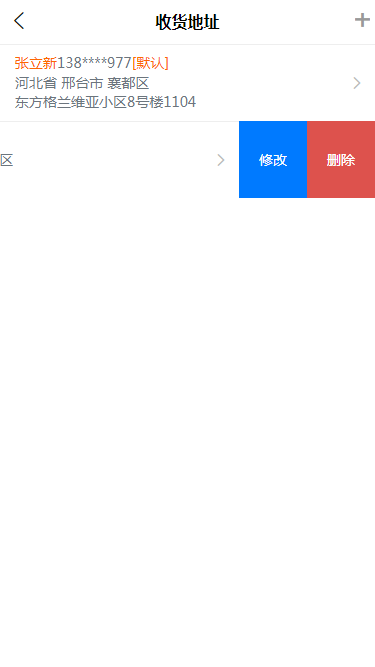 收货地址
张立新138****977[默认]
河北省 邢台市 襄都区
东方格兰维亚小区8号楼1104
区
修改
删除